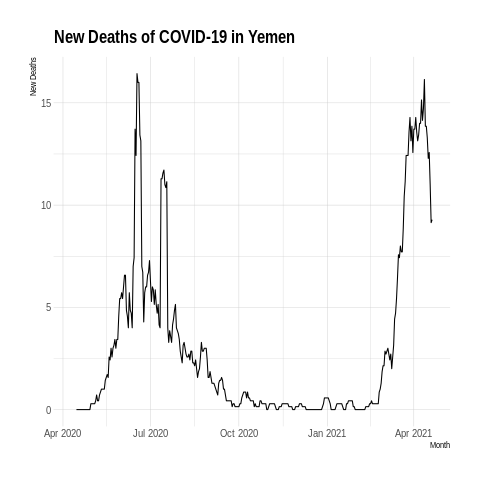 New Deaths of COVID-19 in Yemen
New Deaths
15
10
5
0
Apr 2020 Jul 2020 Oct 2020 Jan 2021 Apr 2021
Month